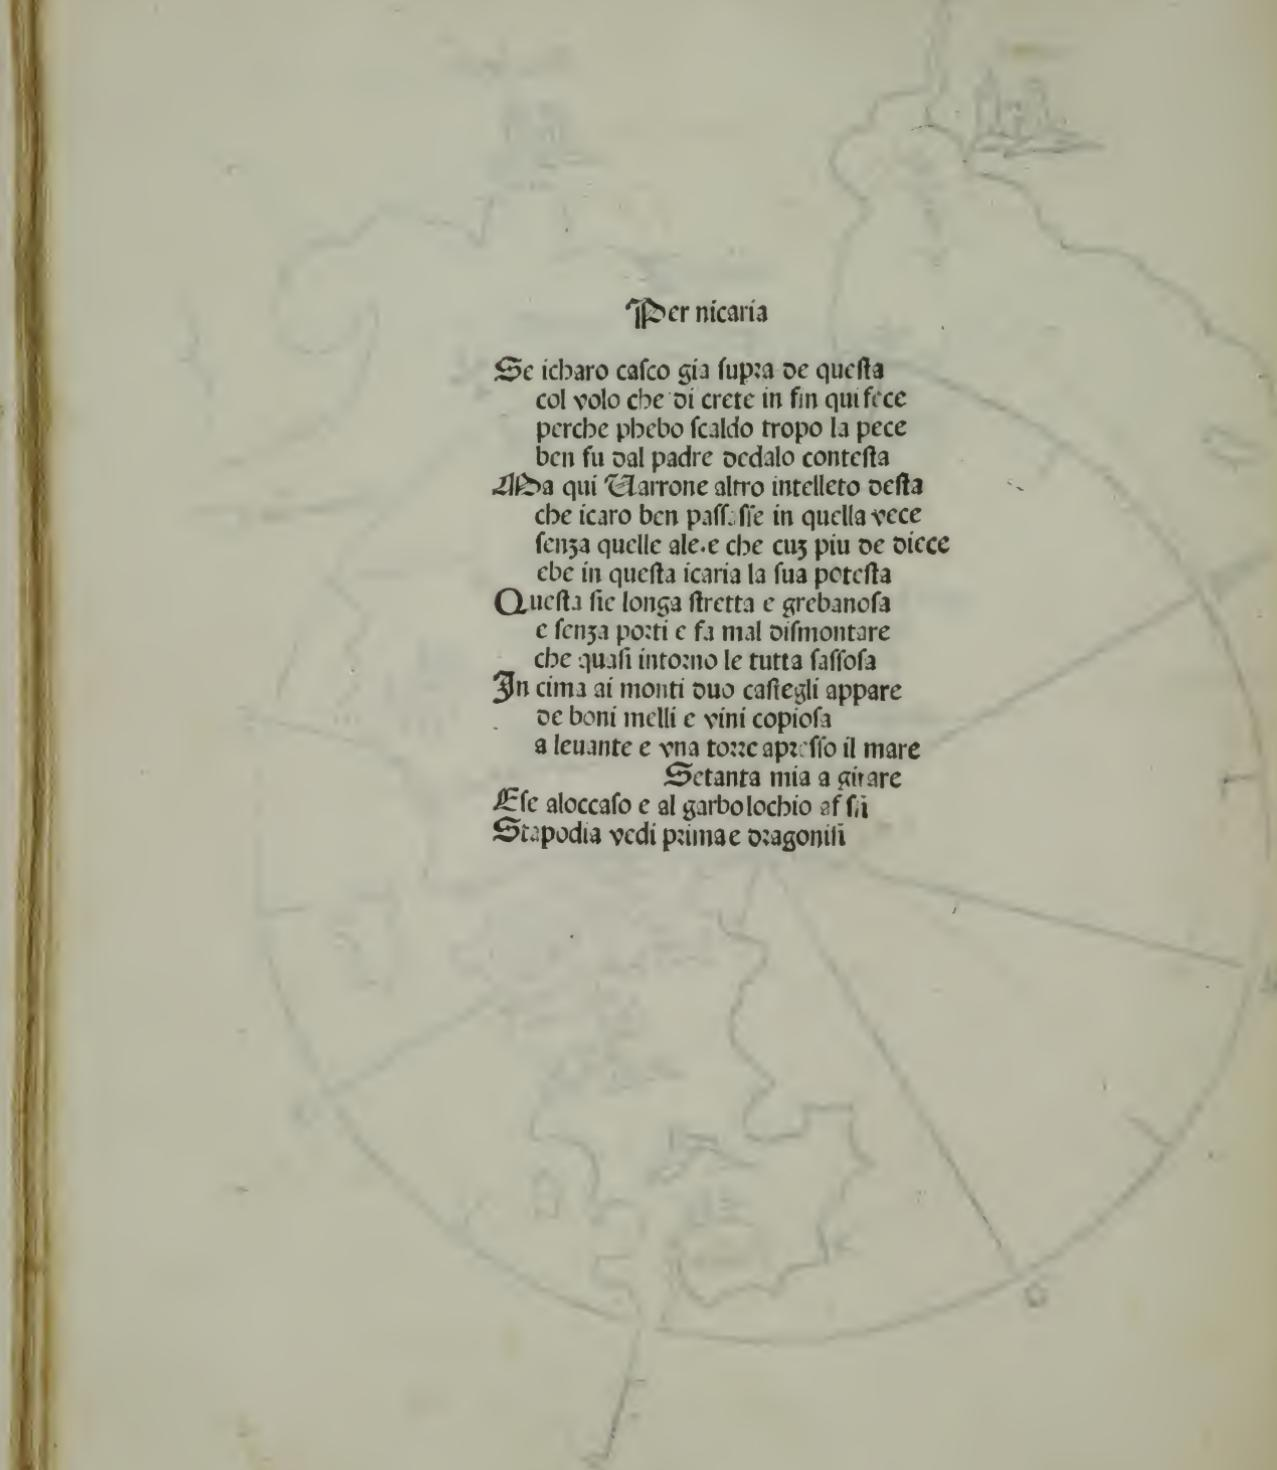 Per nicaria
Se icharo caſco gia ſupra de queſta
col volo che di crete in fin qui fece
perche phebo ſcaldo tropo la pece
ben fu dal padre dedalo conteſta
Ma qui Uarrone altro intelleto deſta
che icaro ben paſſaſſe in quella vece
ſenza quelle ale.e che cuʒ piu de diece
ebe in queſta icaria la ſua poteſta
Queſta ſie longa ſtretta e grebanoſa
e ſenza porti e fa mal diſmontare
che quaſi intorno le tutta ſaſſoſa
In cima ai monti duo caſtegli appare
de boni melli e vini copioſa
a leuante e vna torre apreſſo il mare
Setanta mia a girare
Eſe aloccaſo e al garbo lochio af
Stapodia vedi prima e dragoniſi